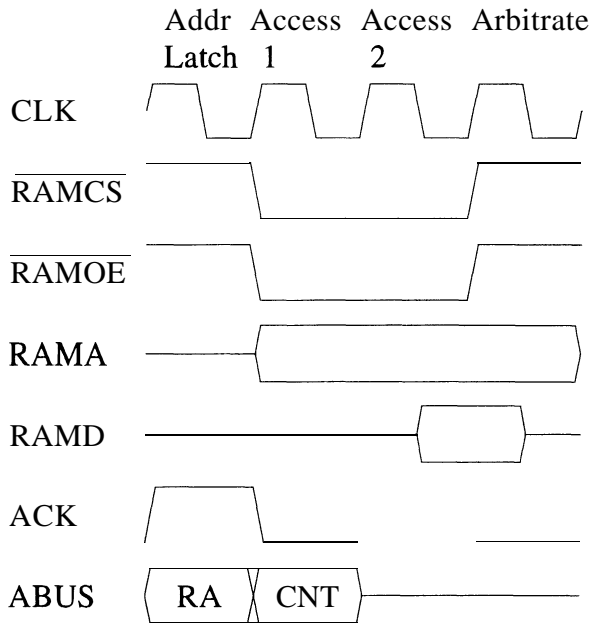 Addr Access Access Arbitrate
Latch 1 2
CLK
RAMCS
RAMOE
RAMA
RAMD
ACK
ABUS RA CNT